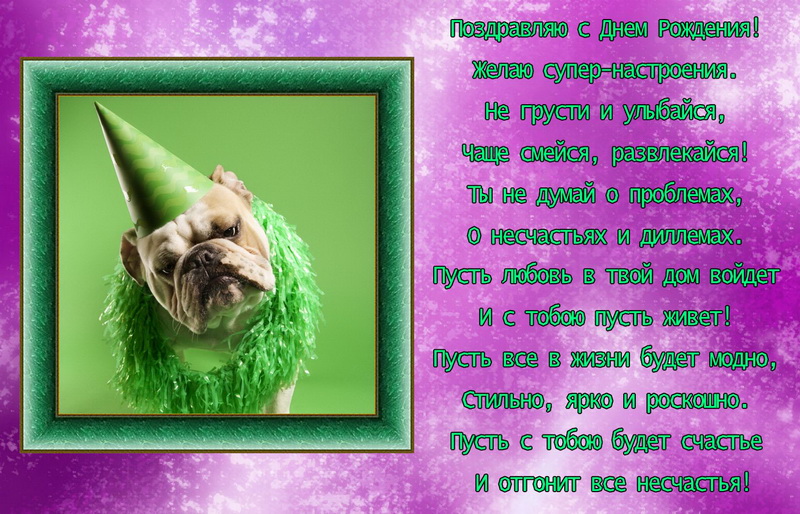 Поздравляю с Днем Рождения!
Желаю супер-настроения.
Не грусти и улыбайся,
Чаще смейся, развлекайся!
Ты не думай о проблемах,
О несчастьях и диллемах.
Пусть любовь в твой дом войдет
И с тобою пусть живет!
Пусть все в жизни будет модно,
Стильно, ярко и роскошно.
Пусть с тобою будет счастье
И отгонит все несчастья!